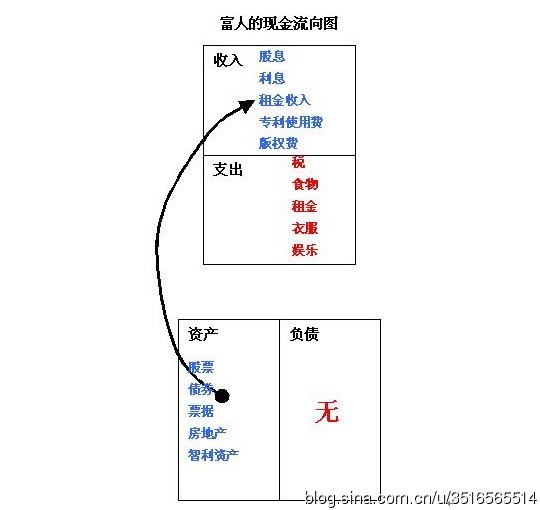 富人的现金流向图
收入
股息
利息
租金收入
专利使用费
版权费
支出
税
食物
租金
衣服
娱乐
资产
股票
债券
票据
房地产
智利资产
负债
无
blog.sina.com.cn/u/3516565514